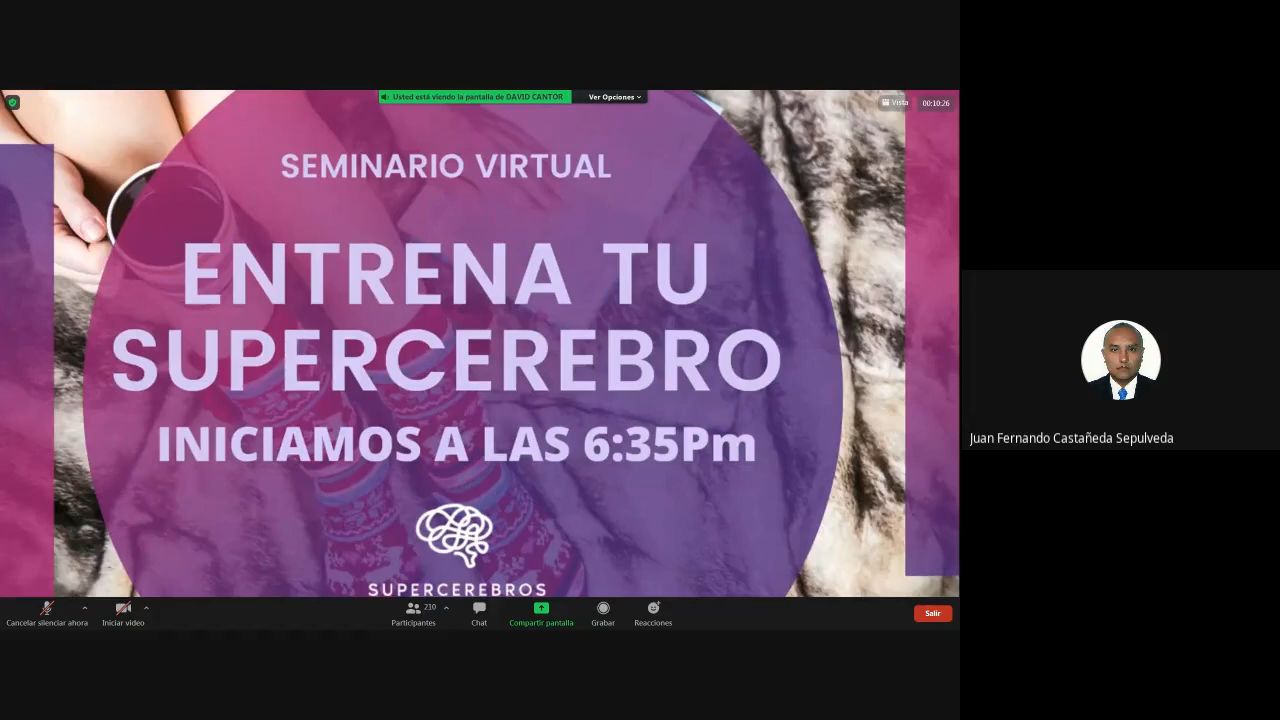 Usted está viendo la pantalla de DAVID CANTOR
Ver Opciones
Vista
00:10:26
SEMINARIO VIRTUAL
ENTRENA TU
SUPERCEREBRO
INICIAMOS A LAS 6:35Pm
SUPERCEREBROS
Juan Fernando Castañeda Sepulveda
210
Cancelar silenciar ahora
Iniciar video
Participantes
Chat
Compartir pantalla
Grabar
Reacciones
Salir